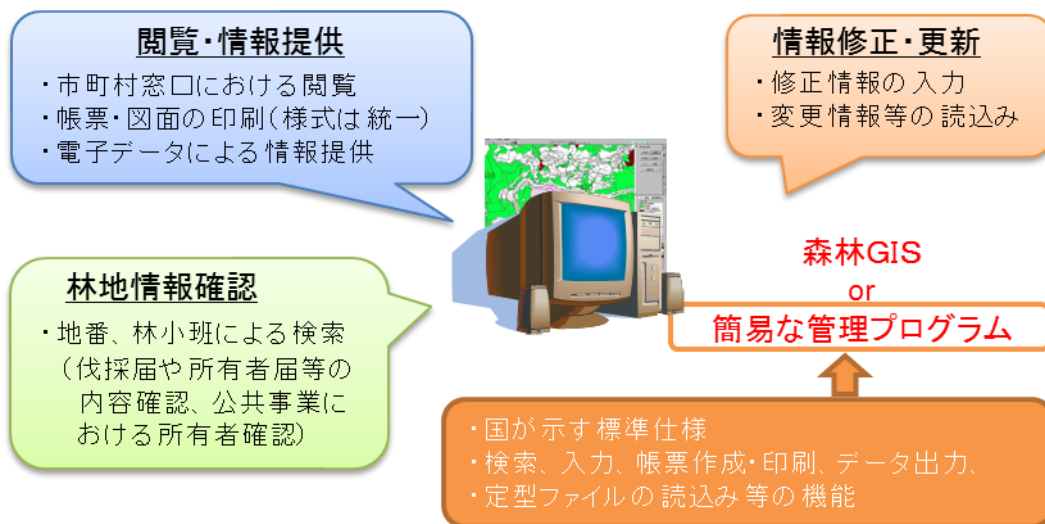 閲覧・情報提供
・市町村窓口における閲覧
・帳票・図面の印刷(様式は統一)
・電子データによる情報提供
情報修正・更新
・修正情報の入力
・変更情報等の読込み
林地情報確認
・地番、林小班による検索
(伐採届や所有者届等の
内容確認、公共事業に
おける所有者確認)
森林GIS
or
簡易な管理プログラム
・国が示す標準仕様
・検索、入力、帳票作成・印刷、データ出力、
・定型ファイルの読込み等の機能